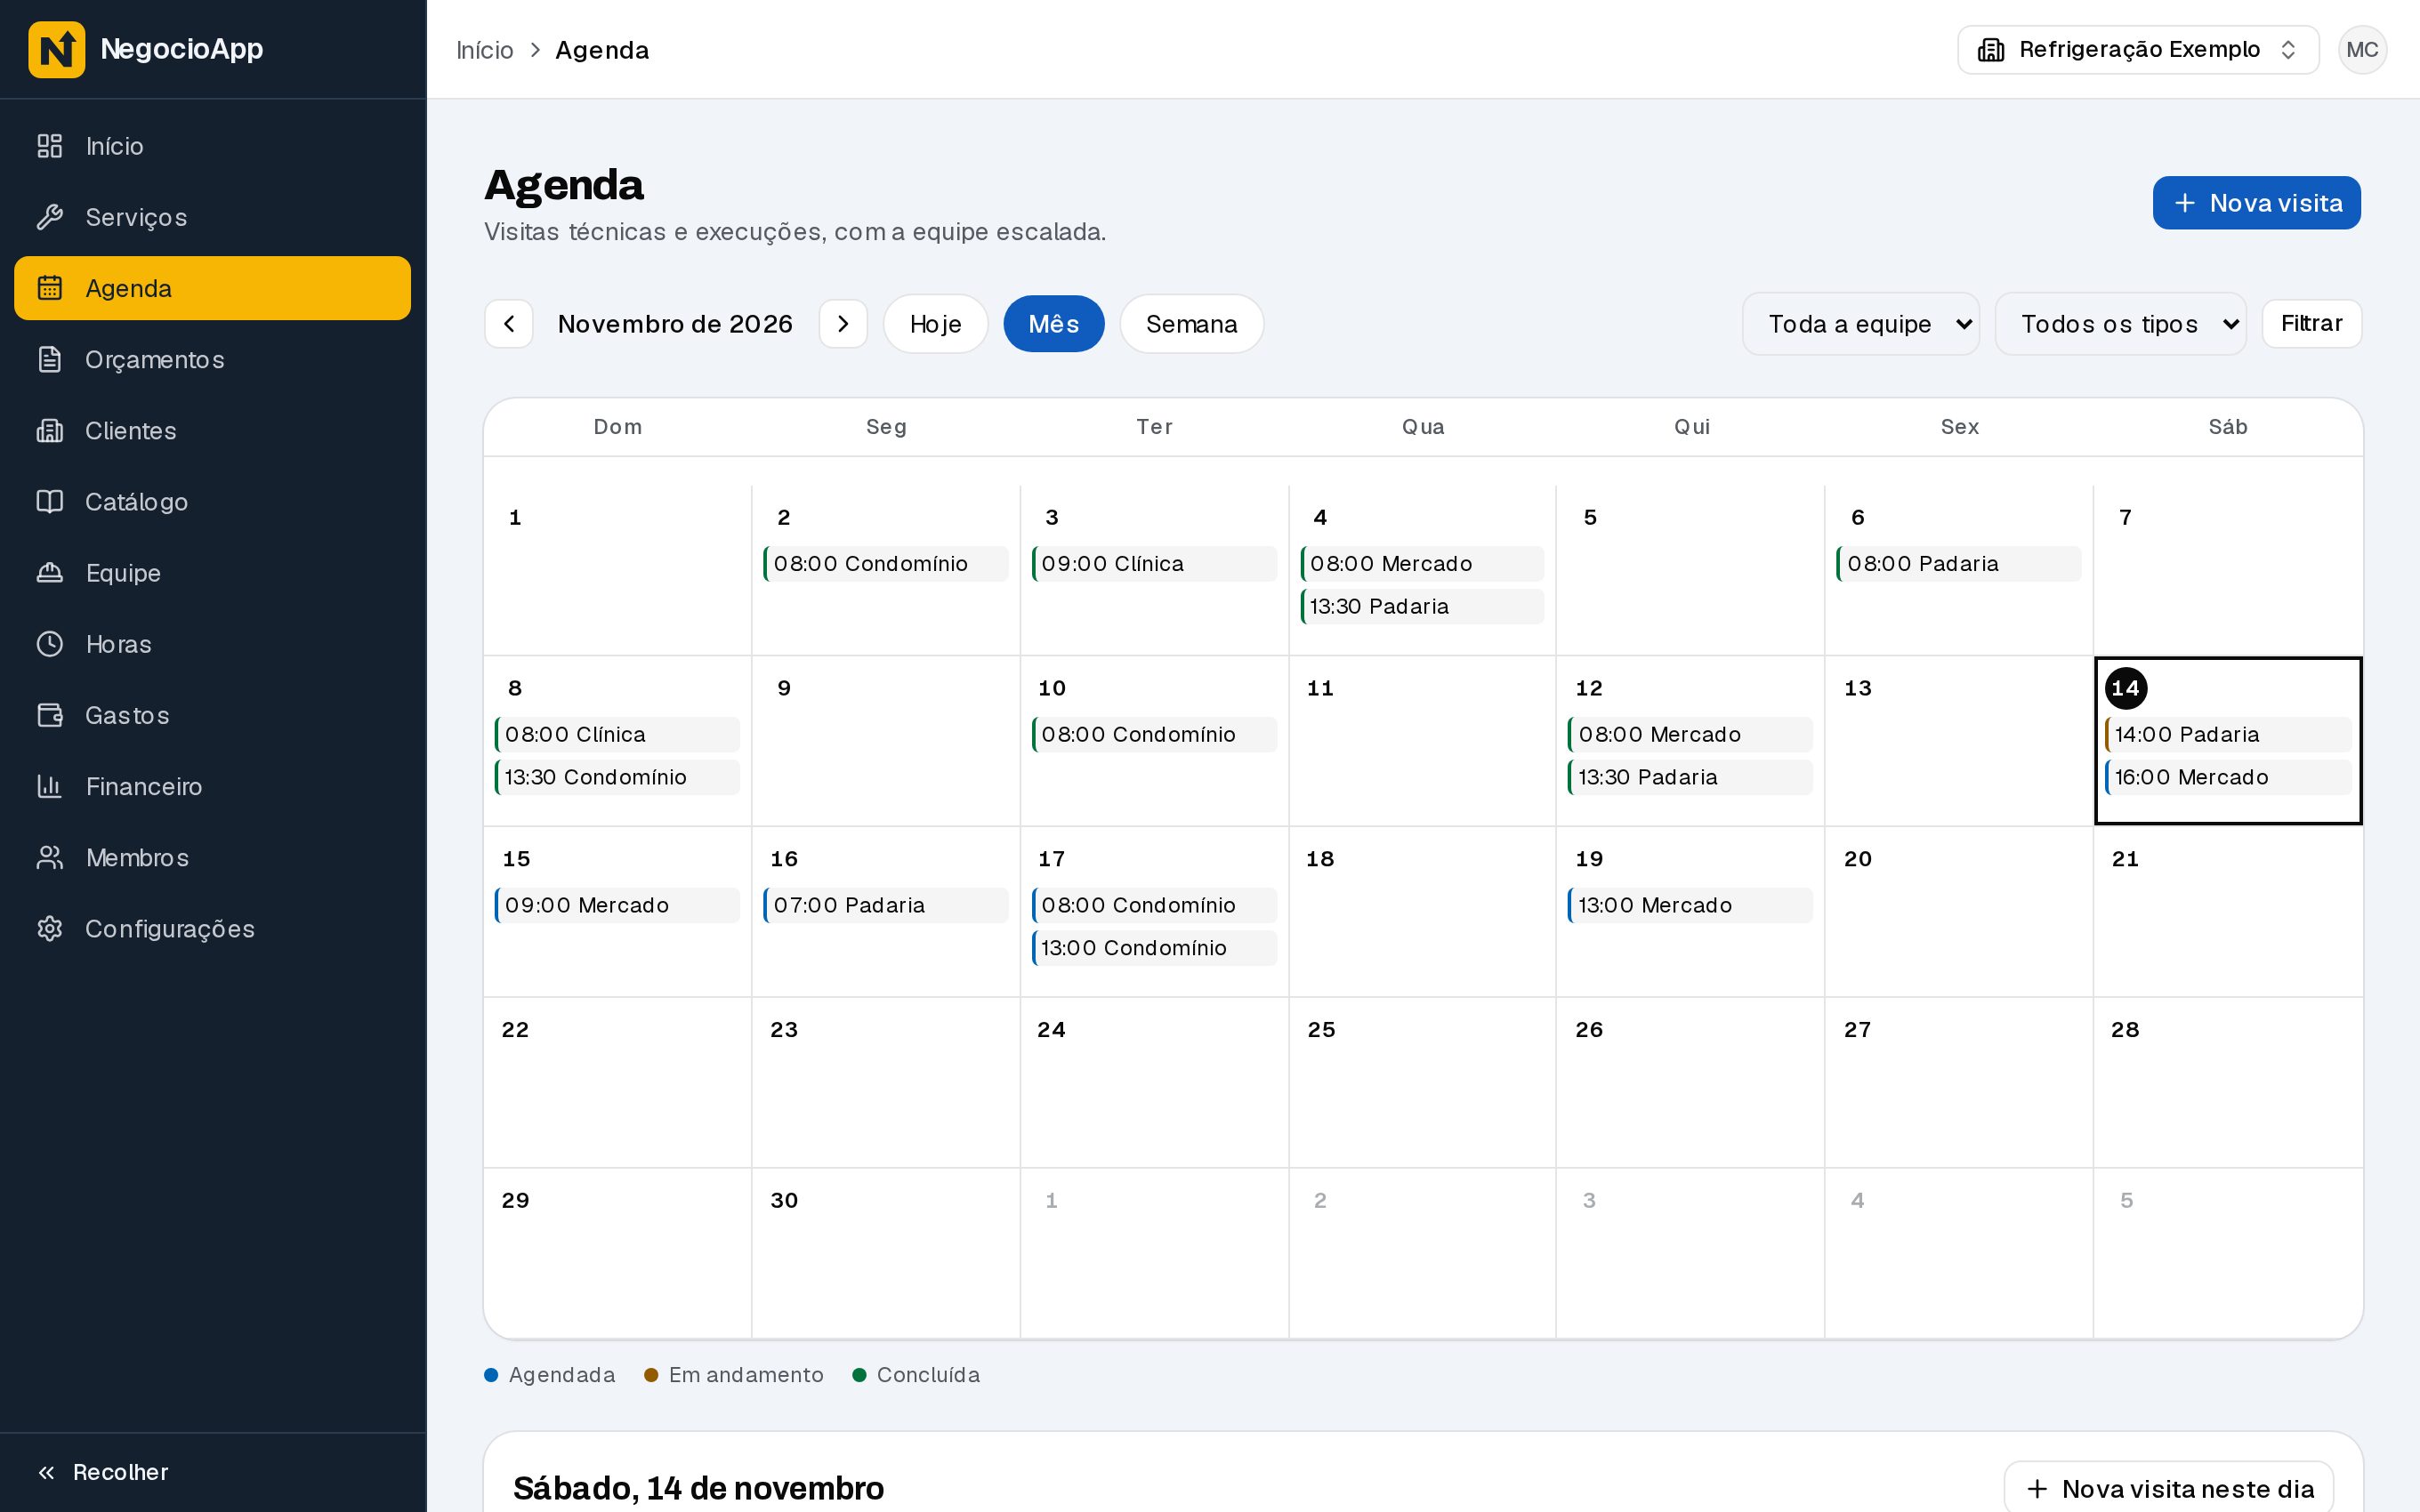 NegocioApp
Início
Serviços
Agenda
Orçamentos
Clientes
Catálogo
Equipe
Horas
Gastos
Financeiro
Membros
Configurações
Recolher
Início > Agenda
Refrigeração Exemplo
MC
Agenda
Visitas técnicas e execuções, com a equipe escalada.
+ Nova visita
Novembro de 2026
Hoje
Mês
Semana
Toda a equipe
Todos os tipos
Filtrar
Dom Seg Ter Qua Qui Sex Sáb
1 2 3 4 5 6 7
08:00 Condomínio 09:00 Clínica 08:00 Mercado 08:00 Padaria
13:30 Padaria
8 9 10 11 12 13 14
08:00 Clínica 08:00 Condomínio 08:00 Mercado 14:00 Padaria
13:30 Condomínio 13:30 Padaria 16:00 Mercado
15 16 17 18 19 20 21
09:00 Mercado 07:00 Padaria 08:00 Condomínio 13:00 Mercado
13:00 Condomínio
22 23 24 25 26 27 28
29 30 1 2 3 4 5
Agendada Em andamento Concluída
Sábado, 14 de novembro
+ Nova visita neste dia